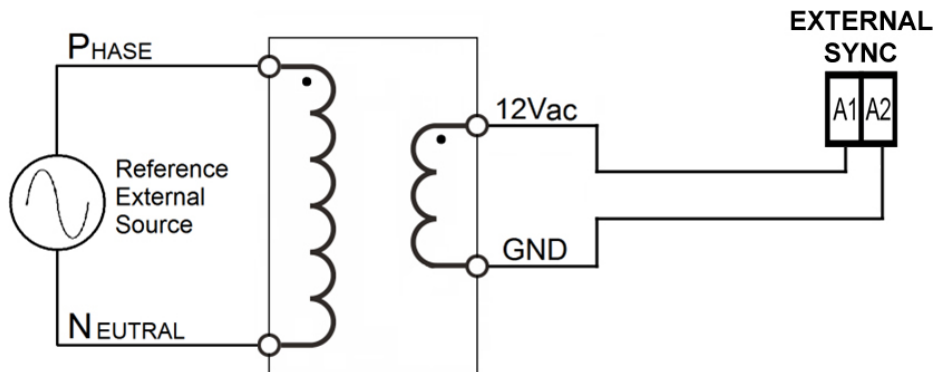 EXTERNAL
SYNC
PHASE
A1 A2
12Vac
Reference
External
Source
GND
NEUTRAL